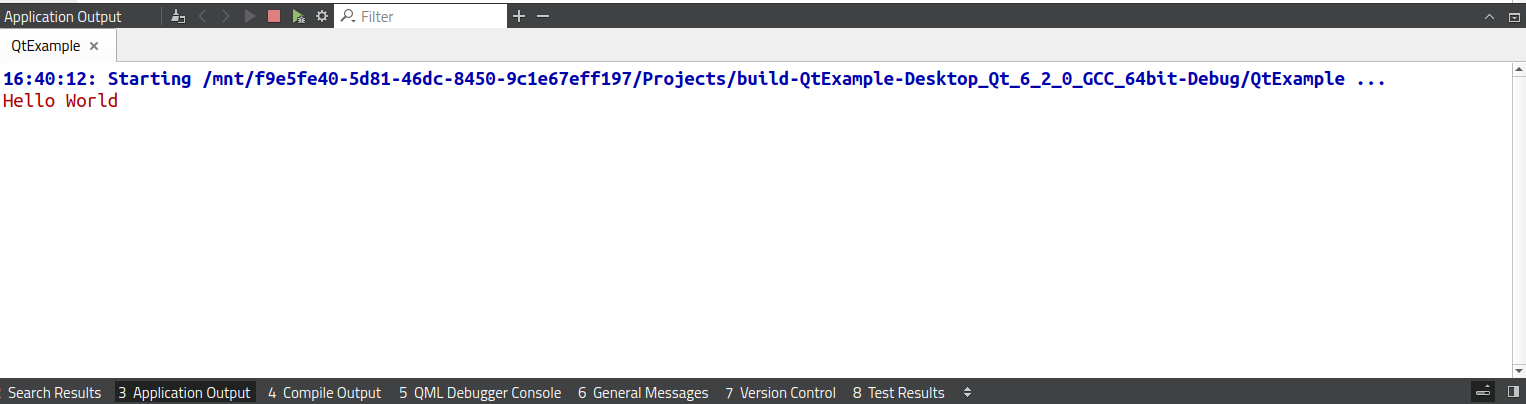 Application Output
Filter
QtExample
16:40:12: Starting /mnt/f9e5fe40-5d81-46dc-8450-9c1e67eff197/Projects/build-QtExample-Desktop_Qt_6_2_0_GCC_64bit-Debug/QtExample ...
Hello World
Search Results 3 Application Output 4 Compile Output 5 QML Debugger Console 6 General Messages 7 Version Control 8 Test Results